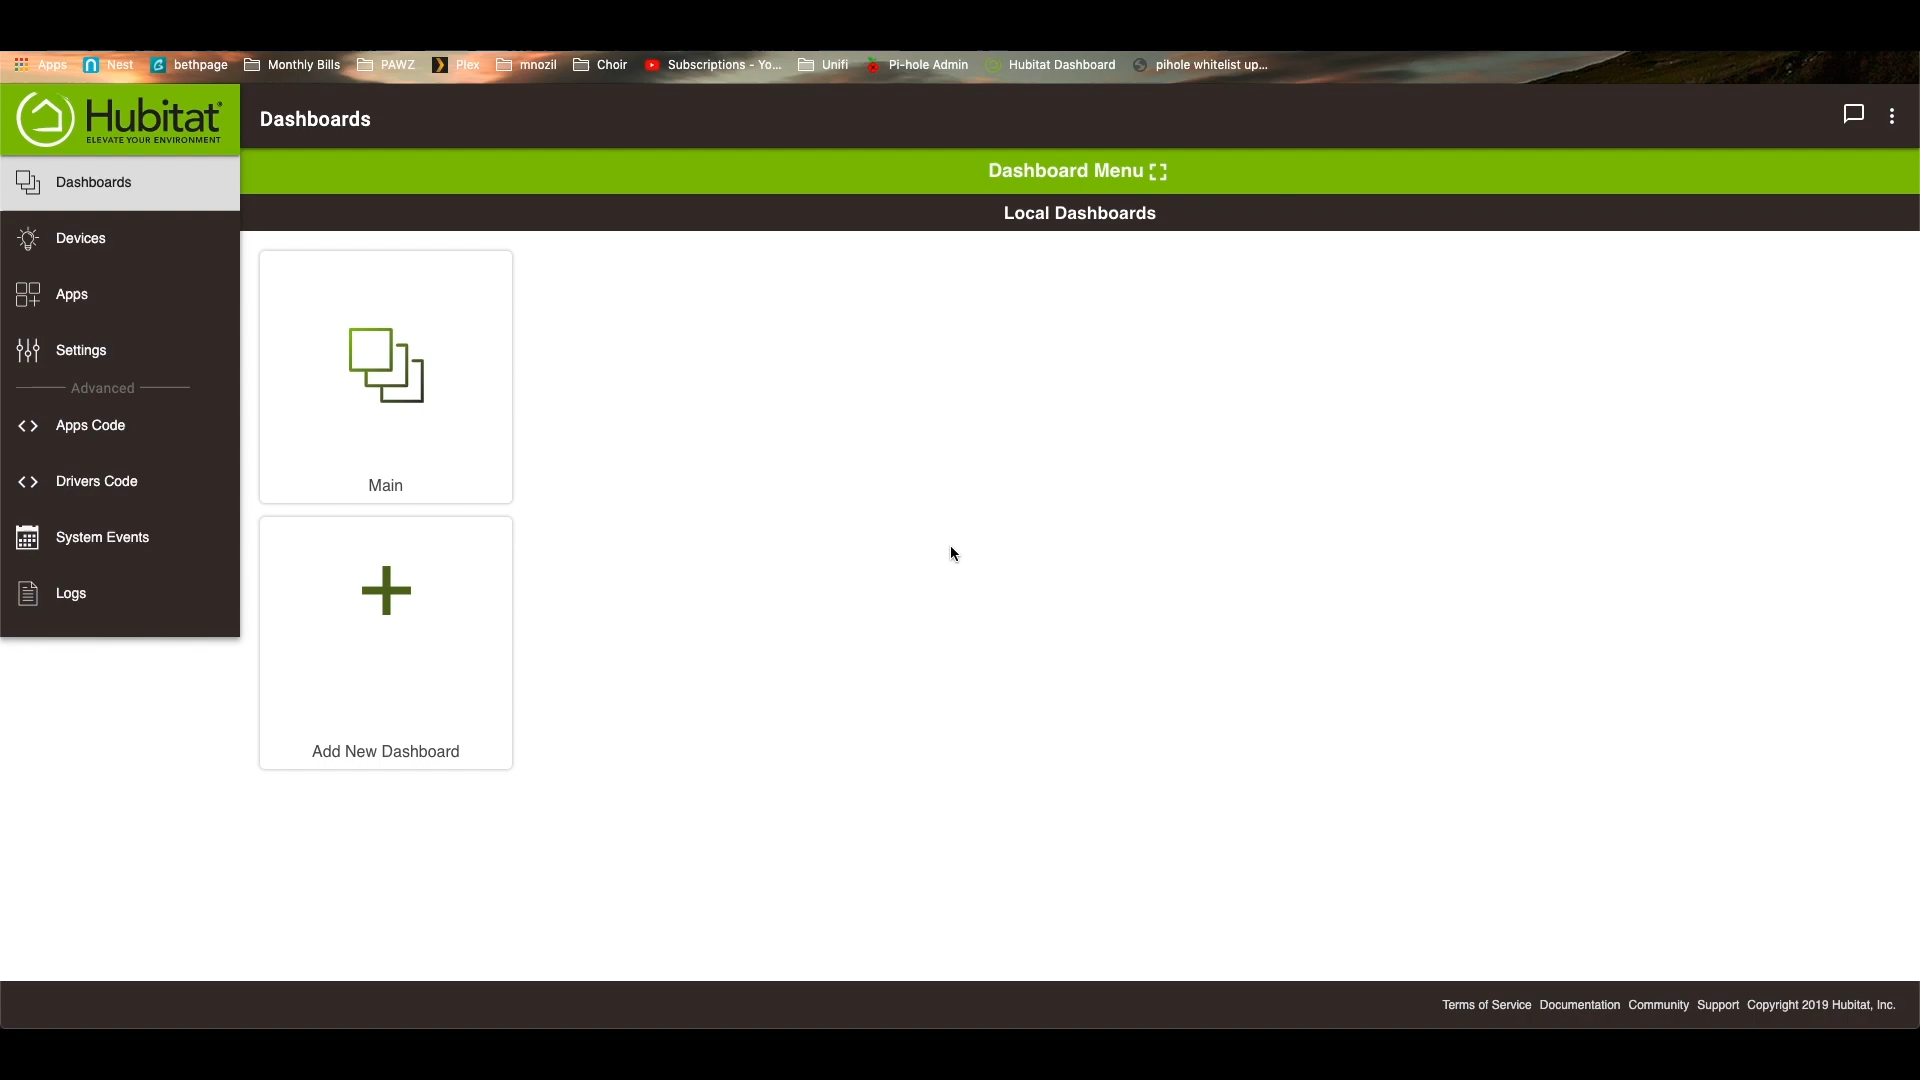 Apps Nest bethpage Monthly Bills PAWZ Plex mnozil Choir Subscriptions - Yo... Unifi Pi-hole Admin Hubitat Dashboard pihole whitelist up...
Hubitat®
ELEVATE YOUR ENVIRONMENT
Dashboards
Dashboard Menu
Local Dashboards
Dashboards
Devices
Apps
Settings
Advanced
Apps Code
Drivers Code
System Events
Logs
Main
Add New Dashboard
Terms of Service Documentation Community Support Copyright 2019 Hubitat, Inc.